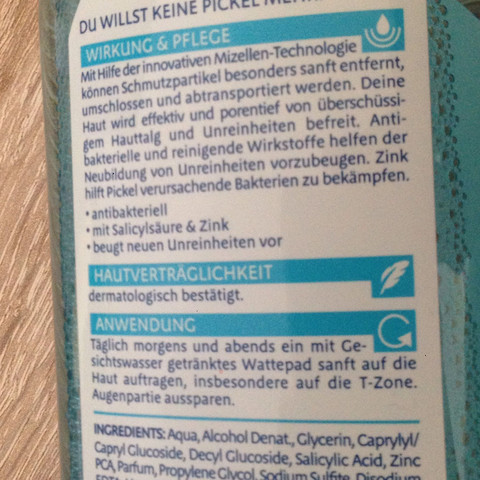 DU WILLST KEINE PICKEL
WIRKUNG & PFLEGE
Mit Hilfe der innovativen Mizellen-Technologie
können Schmutzpartikel besonders sanft entfernt,
umschlossen und abtransportiert werden. Deine
Haut wird effektiv und porentief von überschüssi-
gem Hauttalg und Unreinheiten befreit. Anti-
bakterielle und reinigende Wirkstoffe helfen der
Neubildung von Unreinheiten vorzubeugen. Zink
hilft Pickel verursachende Bakterien zu bekämpfen.
• antibakteriell
• mit Salicylsäure & Zink
• beugt neuen Unreinheiten vor
HAUTVERTRÄGLICHKEIT
dermatologisch bestätigt.
ANWENDUNG
Täglich morgens und abends ein mit Ge-
sichtswasser getränktes Wattepad sanft auf die
Haut auftragen, insbesondere auf die T-Zone.
Augenpartie aussparen.
INGREDIENTS: Aqua, Alcohol Denat., Glycerin, Caprylyl/
Capryl Glucoside, Decyl Glucoside, Salicylic Acid, Zinc
PCA, Parfum, Propylene Glycol, Sodium Sulfite, Disodium